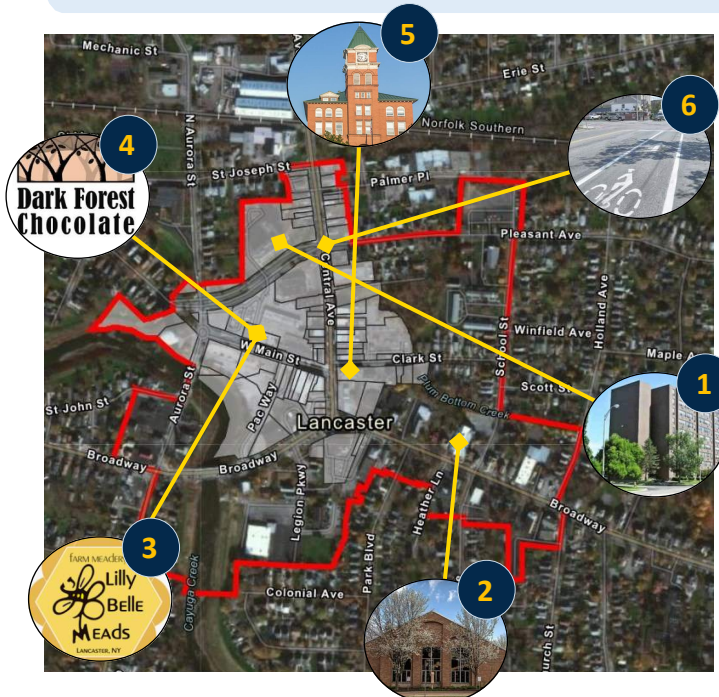 Mechanic St
Av
5
Erie St
6
N Aurora St
Norfolk Southern
4
St Joseph St
Palmer Pl
Dark Forest
Chocolate
Pleasant Ave
Central Ave
Holland Ave
School St
Winfield Ave
W Main St
Clark St
Maple A
Scott St
1
Aurora St
Pac Way
Plum Bottom Creek
St John St
Lancaster
Broadway
Broadway
Heather Ln
Legion Pkwy
Broadway
3
FARM MEADERY
Lilly
Belle
Meads
LANCASTER, NY
Park Blvd
2
Colonial Ave
Cayuga Creek
urch St